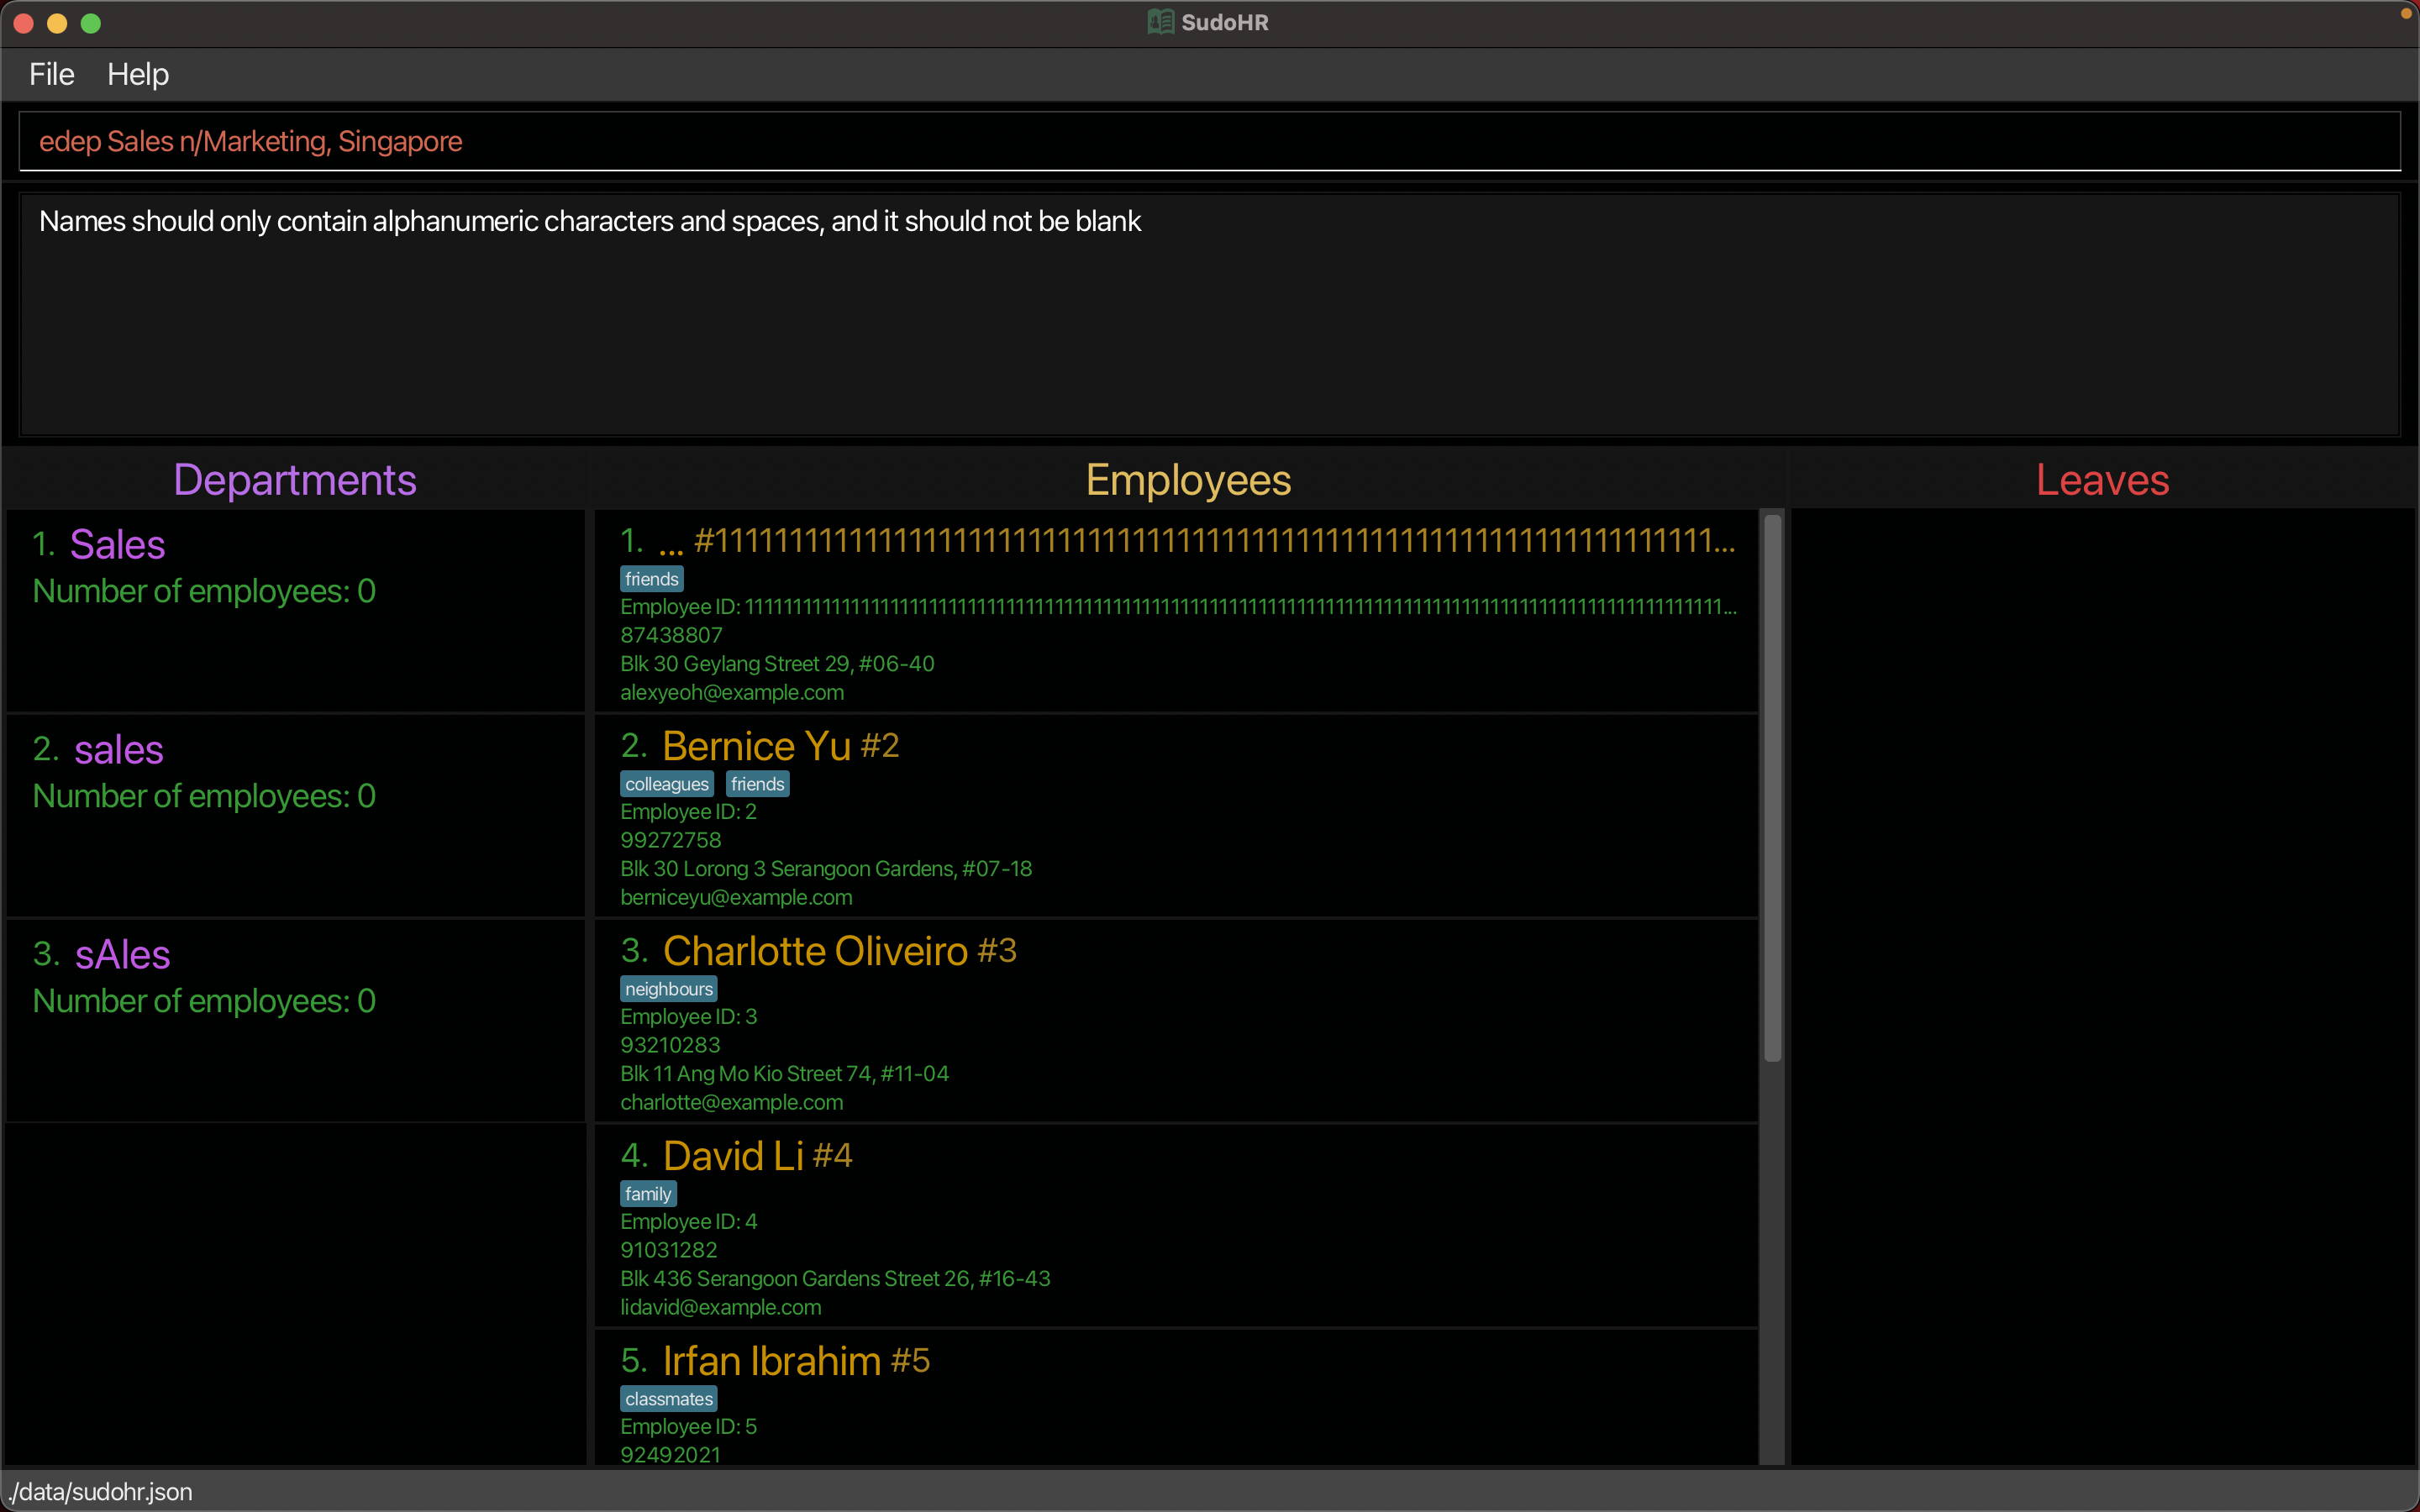 SudoHR
File Help
edep Sales n/Marketing, Singapore
Names should only contain alphanumeric characters and spaces, and it should not be blank
Departments
1. Sales
Number of employees: 0
2. sales
Number of employees: 0
3. sAles
Number of employees: 0
Employees
1. ...
friends
87438807
Blk 30 Geylang Street 29, #06-40
alexyeoh@example.com
2. Bernice Yu #2
colleagues friends
Employee ID: 2
99272758
Blk 30 Lorong 3 Serangoon Gardens, #07-18
berniceyu@example.com
3. Charlotte Oliveiro #3
neighbours
Employee ID: 3
93210283
Blk 11 Ang Mo Kio Street 74, #11-04
charlotte@example.com
4. David Li #4
family
Employee ID: 4
91031282
Blk 436 Serangoon Gardens Street 26, #16-43
lidavid@example.com
5. Irfan Ibrahim #5
classmates
Employee ID: 5
92492021
Leaves
./data/sudohr.json